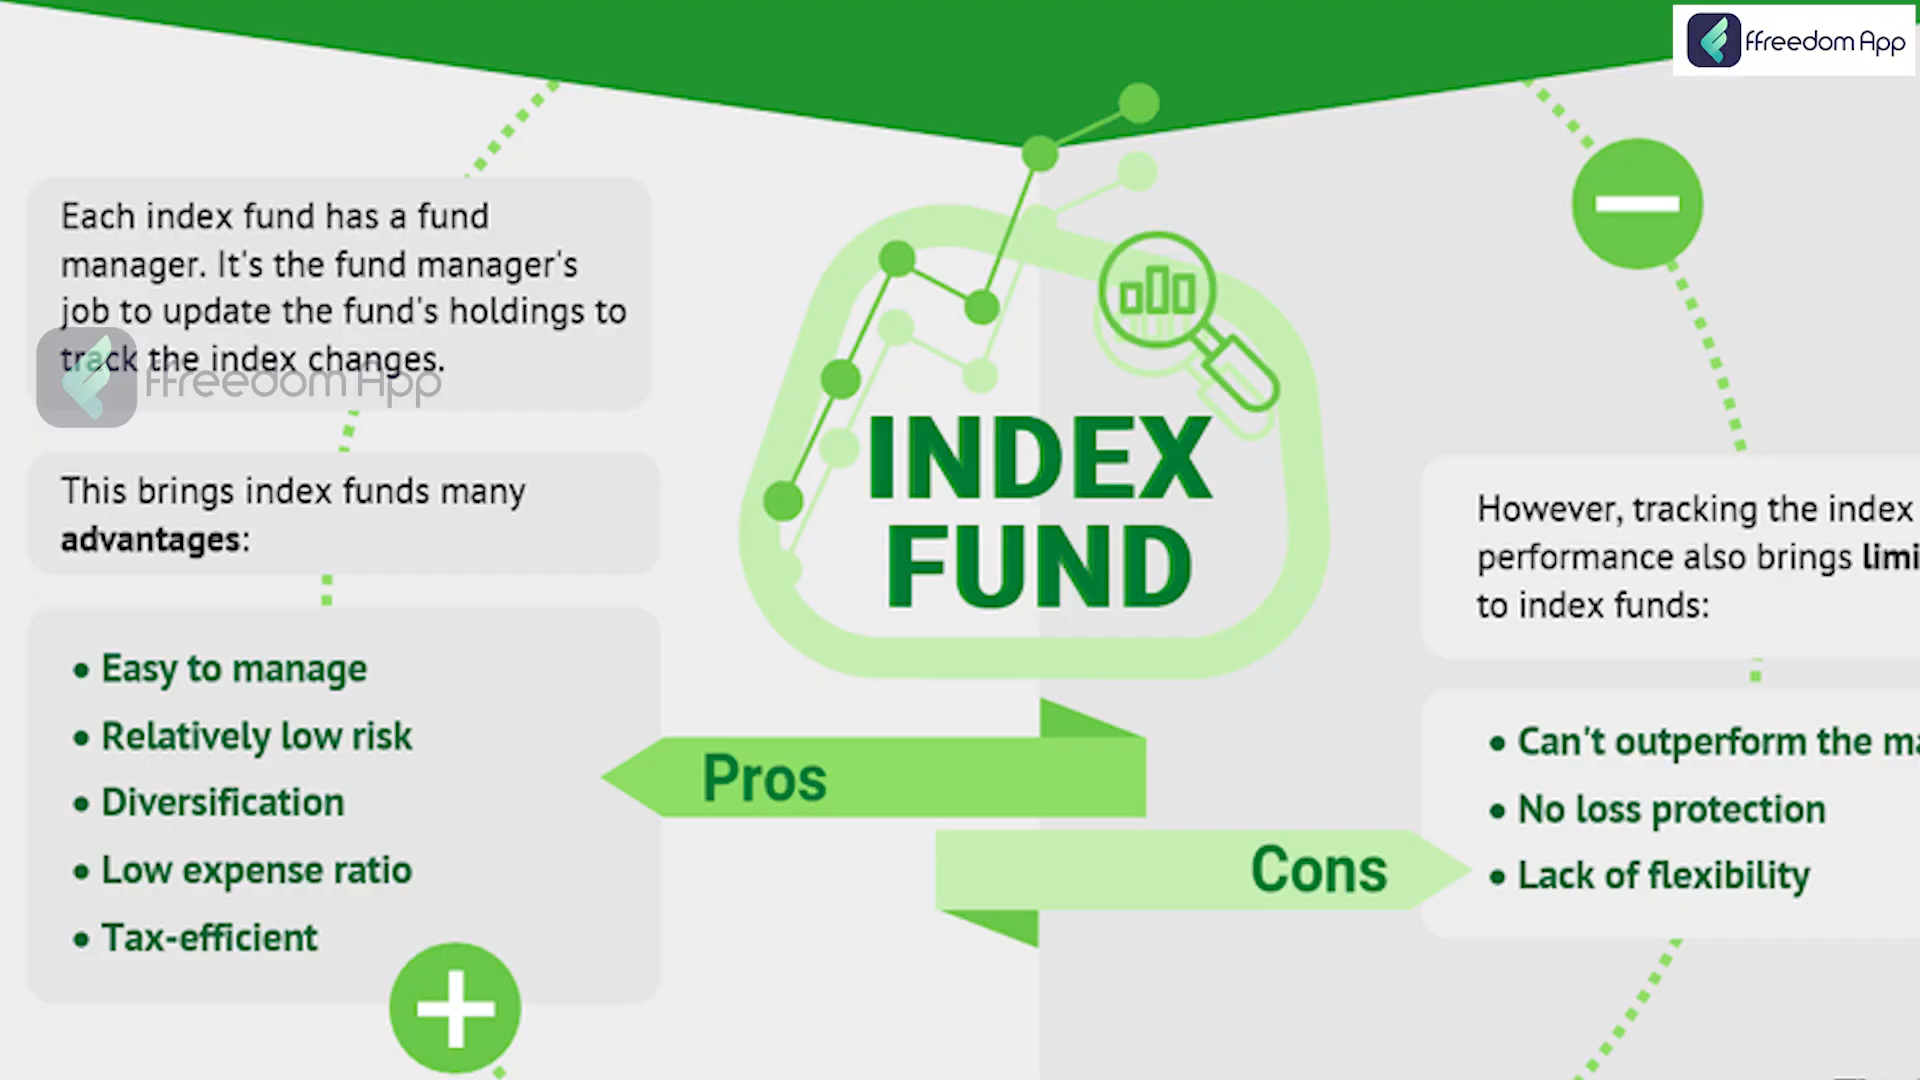 ffreedom App
Each index fund has a fund
manager. It's the fund manager's
job to update the fund's holdings to
track the index changes.
ffreedom App
This brings index funds many
advantages:
• Easy to manage
• Relatively low risk
• Diversification
• Low expense ratio
• Tax-efficient
INDEX
FUND
Pros
Cons
However, tracking the index
performance also brings
to index funds:
• Can't outperform the
• No loss protection
• Lack of flexibility